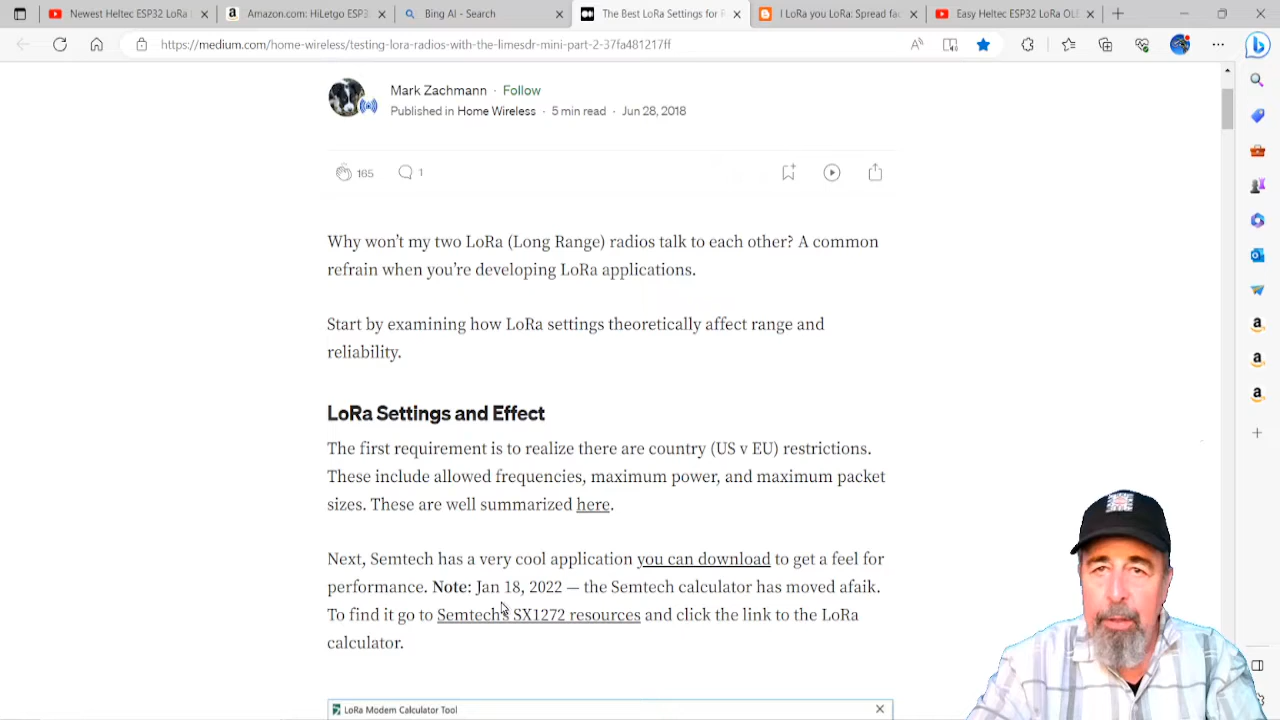 Newest Heltec ESP32 LoRa
Amazon.com: HiLetgo ESP3
Bing AI - Search
The Best LoRa Settings for R
I LoRa you LoRa: Spread fac
Easy Heltec ESP32 LoRa OLE
https://medium.com/home-wireless/testing-lora-radios-with-the-limesdr-mini-part-2-37fa481217ff
Mark Zachmann · Follow
Published in Home Wireless · 5 min read · Jun 28, 2018
165
1
Why won't my two LoRa (Long Range) radios talk to each other? A common
refrain when you're developing LoRa applications.
Start by examining how LoRa settings theoretically affect range and
reliability.
LoRa Settings and Effect
The first requirement is to realize there are country (US v EU) restrictions.
These include allowed frequencies, maximum power, and maximum packet
sizes. These are well summarized here.
Next, Semtech has a very cool application you can download to get a feel for
performance. Note: Jan 18, 2022 — the Semtech calculator has moved afaik.
To find it go to Semtech's SX1272 resources and click the link to the LoRa
calculator.
LoRa Modem Calculator Tool